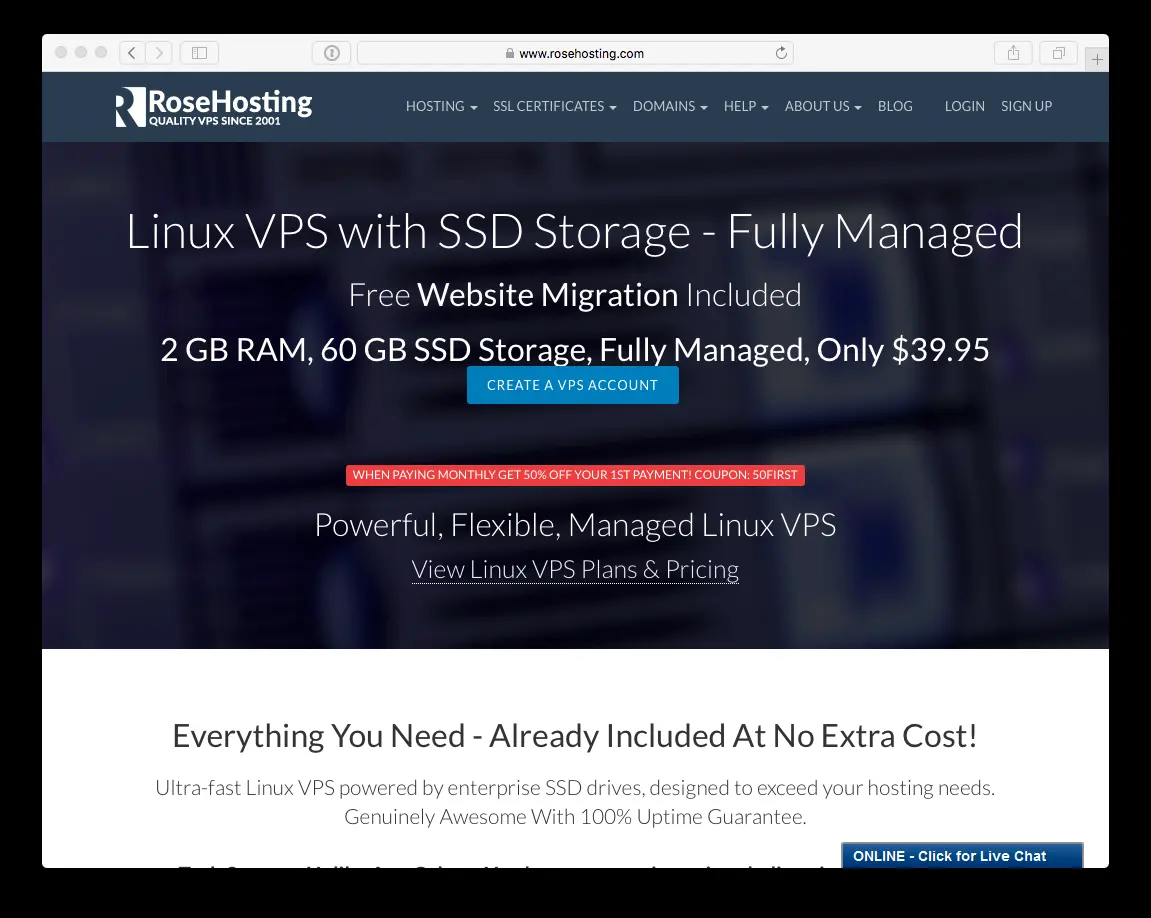 www.rosehosting.com
RoseHosting
QUALITY VPS SINCE 2001
HOSTING SSL CERTIFICATES DOMAINS HELP ABOUT US BLOG LOGIN SIGN UP
Linux VPS with SSD Storage - Fully Managed
Free Website Migration Included
2 GB RAM, 60 GB SSD Storage, Fully Managed, Only $39.95
CREATE A VPS ACCOUNT
WHEN PAYING MONTHLY GET 50% OFF YOUR 1ST PAYMENT! COUPON: 50FIRST
Powerful, Flexible, Managed Linux VPS
View Linux VPS Plans & Pricing
Everything You Need - Already Included At No Extra Cost!
Ultra-fast Linux VPS powered by enterprise SSD drives, designed to exceed your hosting needs.
Genuinely Awesome With 100% Uptime Guarantee.
ONLINE - Click for Live Chat